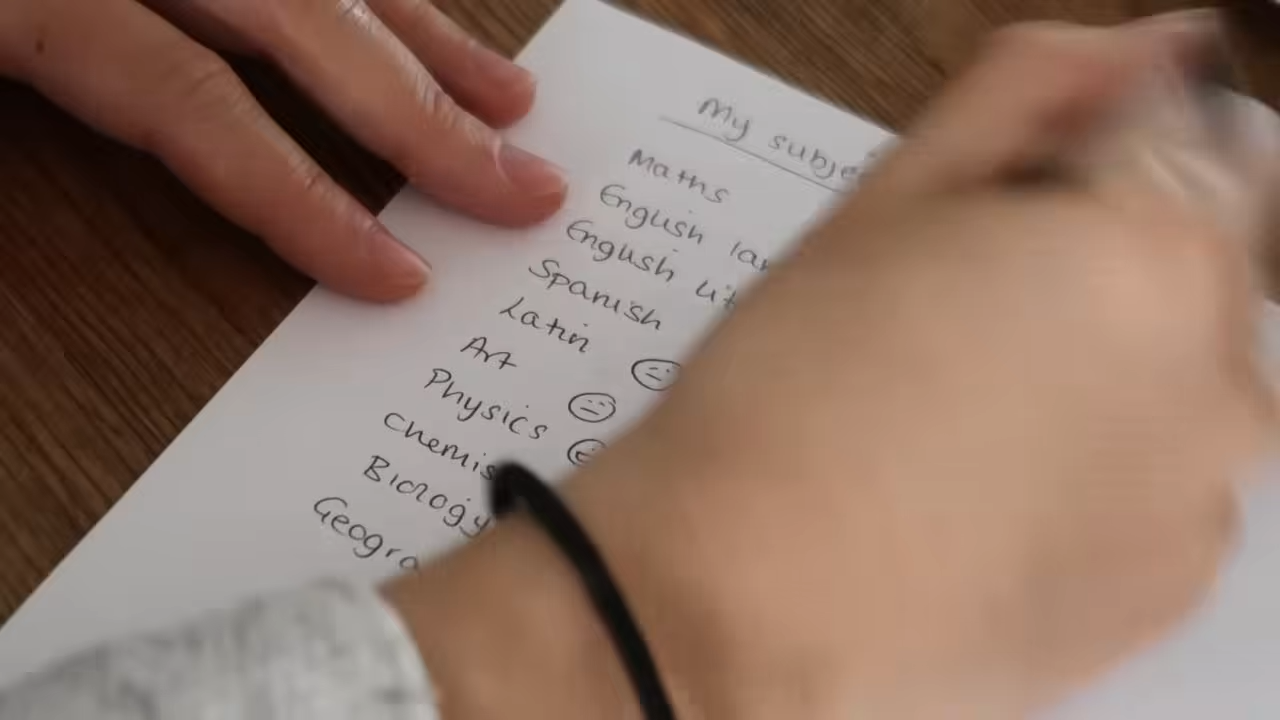 My subje
Maths
English lan
English lit
Spanish
Latin
Art
Physics
Chemis
Biology
Geogra